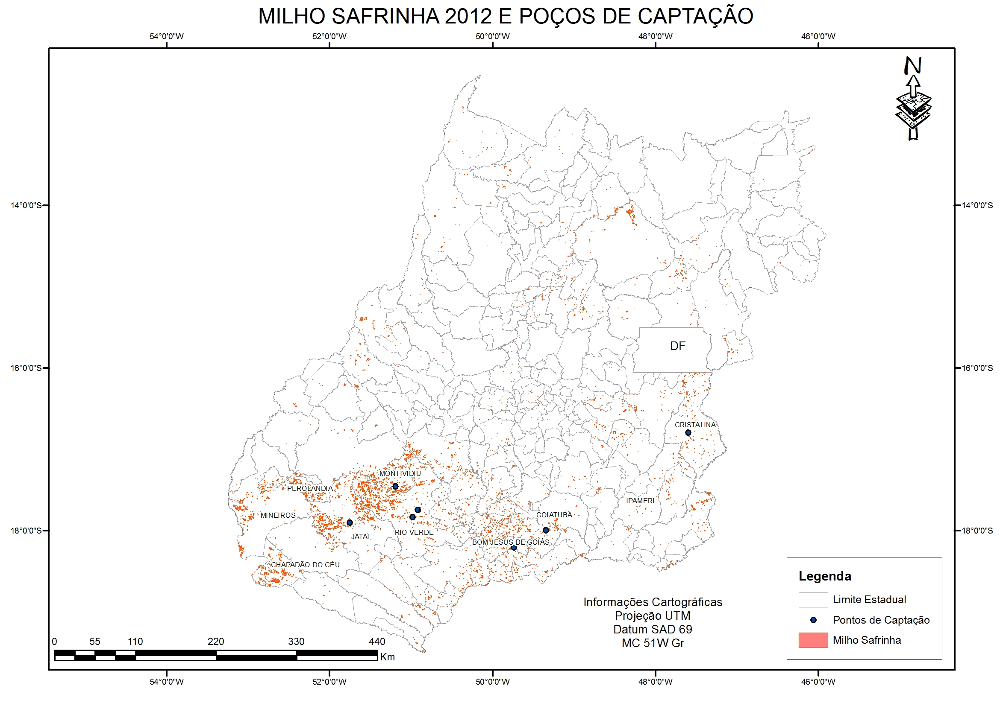 MILHO SAFRINHA 2012 E POÇOS DE CAPTAÇÃO
54°0'0"W 52°0'0"W 50°0'0"W 48°0'0"W 46°0'0"W
N
14°0'0"S 14°0'0"S
DF
16°0'0"S 16°0'0"S
CRISTALINA
MONTIVIDIU
PEROLANDIA
IPAMERI
MINEIROS
GOIATUBA
18°0'0"S 18°0'0"S
RIO VERDE
JATAÍ
BOM JESUS DE GOIÁS
CHAPADÃO DO CÉU
Legenda
Limite Estadual
Pontos de Captação
Milho Safrinha
Informações Cartográficas
Projeção UTM
Datum SAD 69
MC 51W Gr
0 55 110 220 330 440
Km
54°0'0"W 52°0'0"W 50°0'0"W 48°0'0"W 46°0'0"W